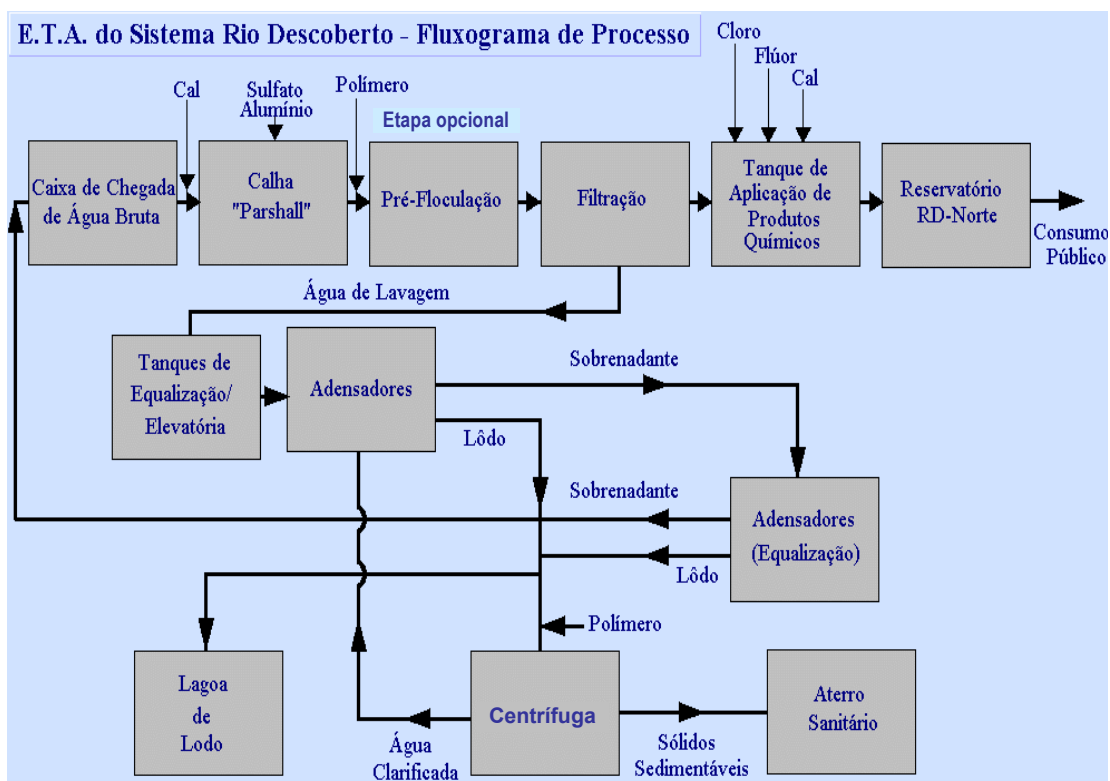 E.T.A. do Sistema Rio Descoberto - Fluxograma de Processo
Cloro
Flúor
Cal
Cal
Sulfato
Alumínio
Polímero
Etapa opcional
Caixa de Chegada
de Água Bruta
Calha
"Parshall"
Pré-Floculação
Filtração
Tanque de
Aplicação de
Produtos
Químicos
Reservatório
RD-Norte
Consumo
Público
Água de Lavagem
Tanques de
Equalização/
Elevatória
Adensadores
Sobrenadante
Lôdo
Sobrenadante
Adensadores
(Equalização)
Lôdo
Polímero
Lagoa
de
Lodo
Centrífuga
Aterro
Sanitário
Água
Clarificada
Sólidos
Sedimentáveis